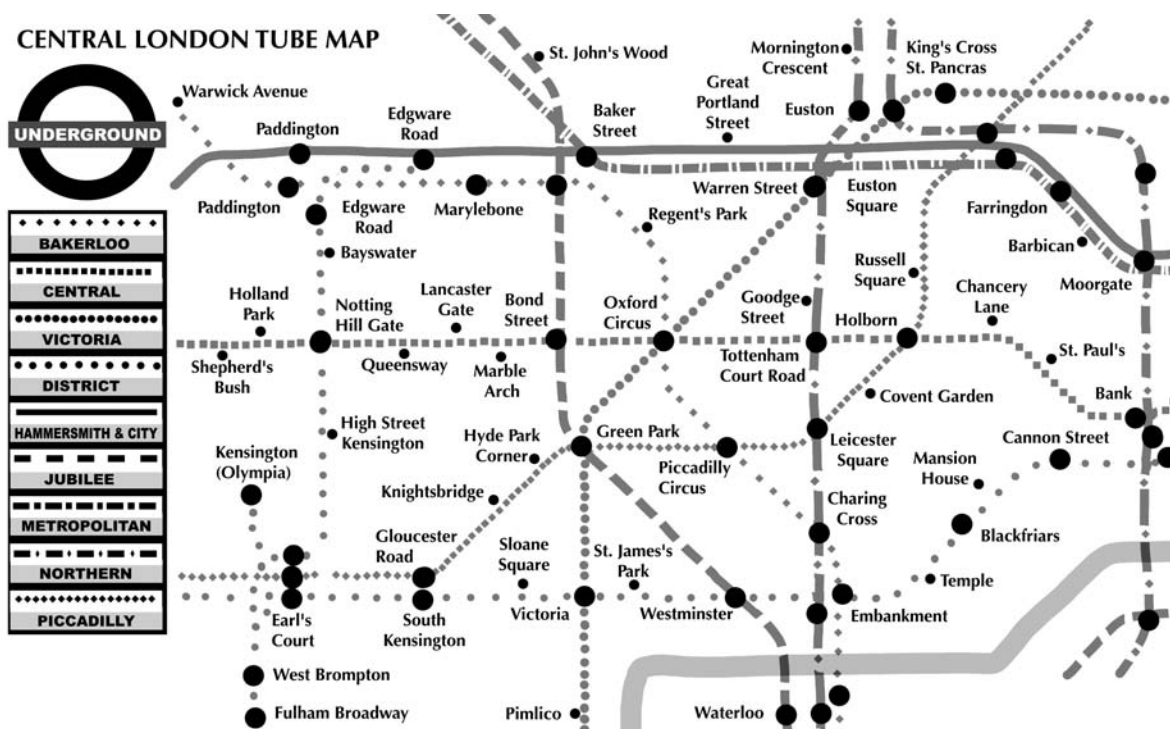 CENTRAL LONDON TUBE MAP
UNDERGROUND
BAKERLOO
CENTRAL
VICTORIA
DISTRICT
HAMMERSMITH & CITY
JUBILEE
METROPOLITAN
NORTHERN
PICCADILLY
Warwick Avenue
St. John's Wood
Mornington
Crescent
King's Cross
St. Pancras
Paddington
Edgware
Road
Baker
Street
Great
Portland
Street
Euston
Paddington
Edgware
Road
Marylebone
Regent's Park
Warren Street
Euston
Square
Farringdon
Barbican
Moorgate
Bayswater
Russell
Square
Holland
Park
Notting
Hill Gate
Lancaster
Gate
Bond
Street
Oxford
Circus
Goodge
Street
Holborn
Chancery
Lane
Shepherd's
Bush
Queensway
Marble
Arch
Tottenham
Court Road
St. Paul's
Bank
Covent Garden
High Street
Kensington
Kensington
(Olympia)
Hyde Park
Corner
Green Park
Piccadilly
Circus
Leicester
Square
Cannon Street
Mansion
House
Knightsbridge
Charing
Cross
Blackfriars
Gloucester
Road
Sloane
Square
St. James's
Park
Temple
Earl's
Court
South
Kensington
Victoria
Westminster
Embankment
West Brompton
Fulham Broadway
Pimlico
Waterloo